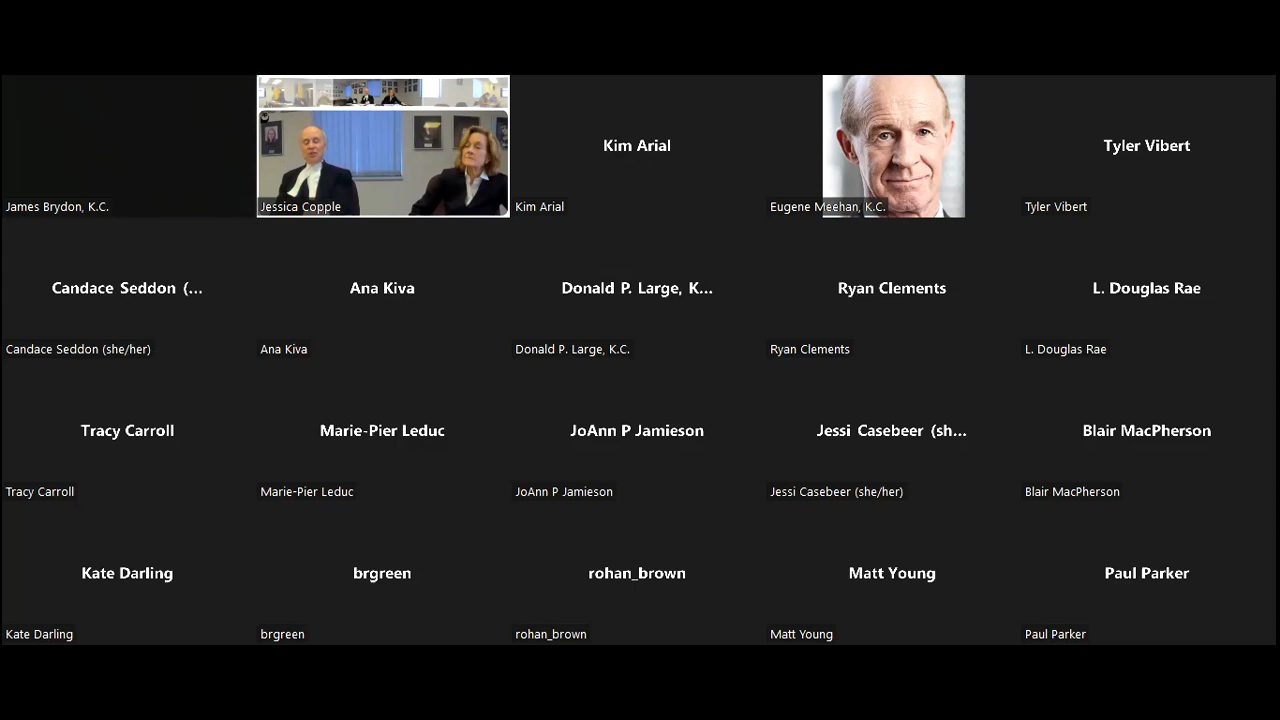 Kim Arial
Tyler Vibert
James Brydon, K.C.
Jessica Copple
Kim Arial
Eugene Meehan, K.C.
Tyler Vibert
Candace Seddon (...
Ana Kiva
Donald P. Large, K...
Ryan Clements
L. Douglas Rae
Candace Seddon (she/her)
Ana Kiva
Donald P. Large, K.C.
Ryan Clements
L. Douglas Rae
Tracy Carroll
Marie-Pier Leduc
JoAnn P Jamieson
Jessi Casebeer (sh...
Blair MacPherson
Tracy Carroll
Marie-Pier Leduc
JoAnn P Jamieson
Jessi Casebeer (she/her)
Blair MacPherson
Kate Darling
brgreen
rohan_brown
Matt Young
Paul Parker
Kate Darling
brgreen
rohan_brown
Matt Young
Paul Parker